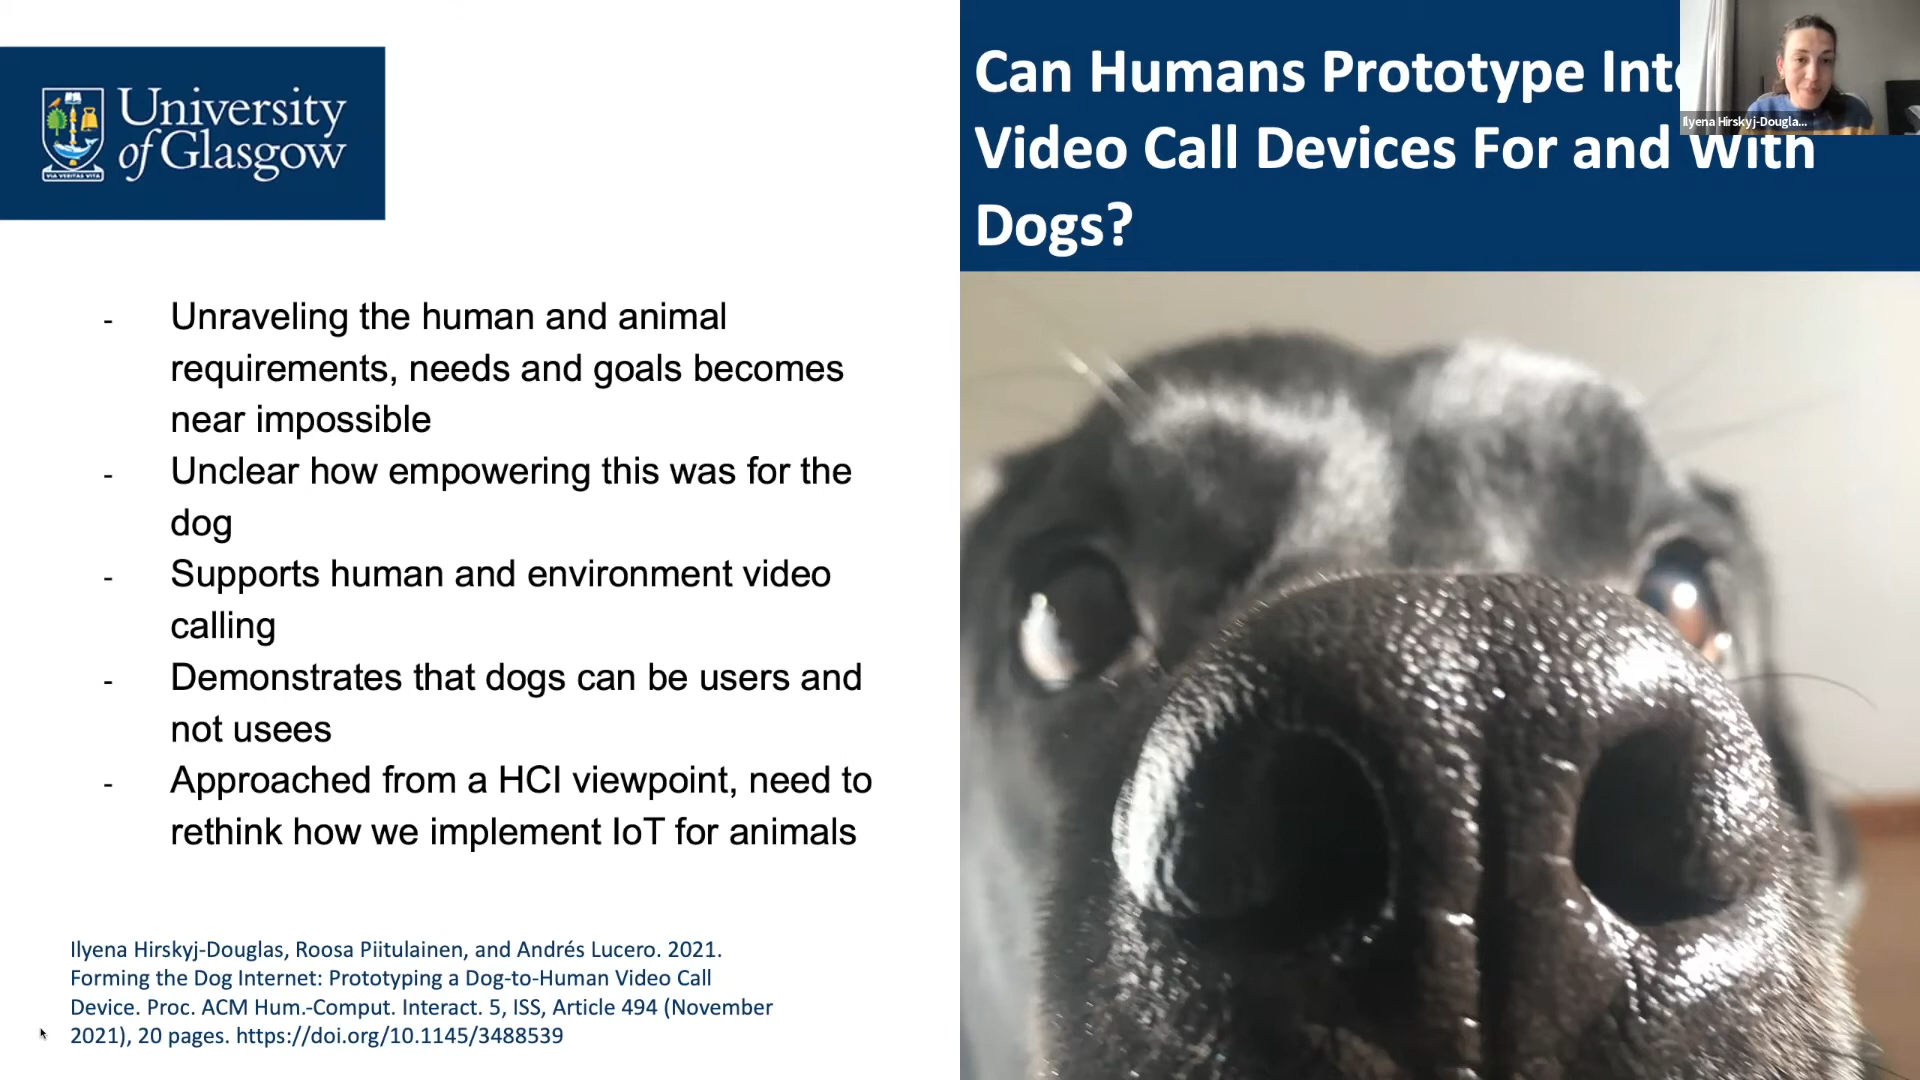 University
of Glasgow
VIA VERITAS VITA
Can Humans Prototype Inte
Video Call Devices For and With
Dogs?
Ilyena Hirskyj-Dougla...
- Unraveling the human and animal
requirements, needs and goals becomes
near impossible
- Unclear how empowering this was for the
dog
- Supports human and environment video
calling
- Demonstrates that dogs can be users and
not usees
- Approached from a HCI viewpoint, need to
rethink how we implement IoT for animals
Ilyena Hirskyj-Douglas, Roosa Piitulainen, and Andrés Lucero. 2021.
Forming the Dog Internet: Prototyping a Dog-to-Human Video Call
Device. Proc. ACM Hum.-Comput. Interact. 5, ISS, Article 494 (November
2021), 20 pages. https://doi.org/10.1145/3488539